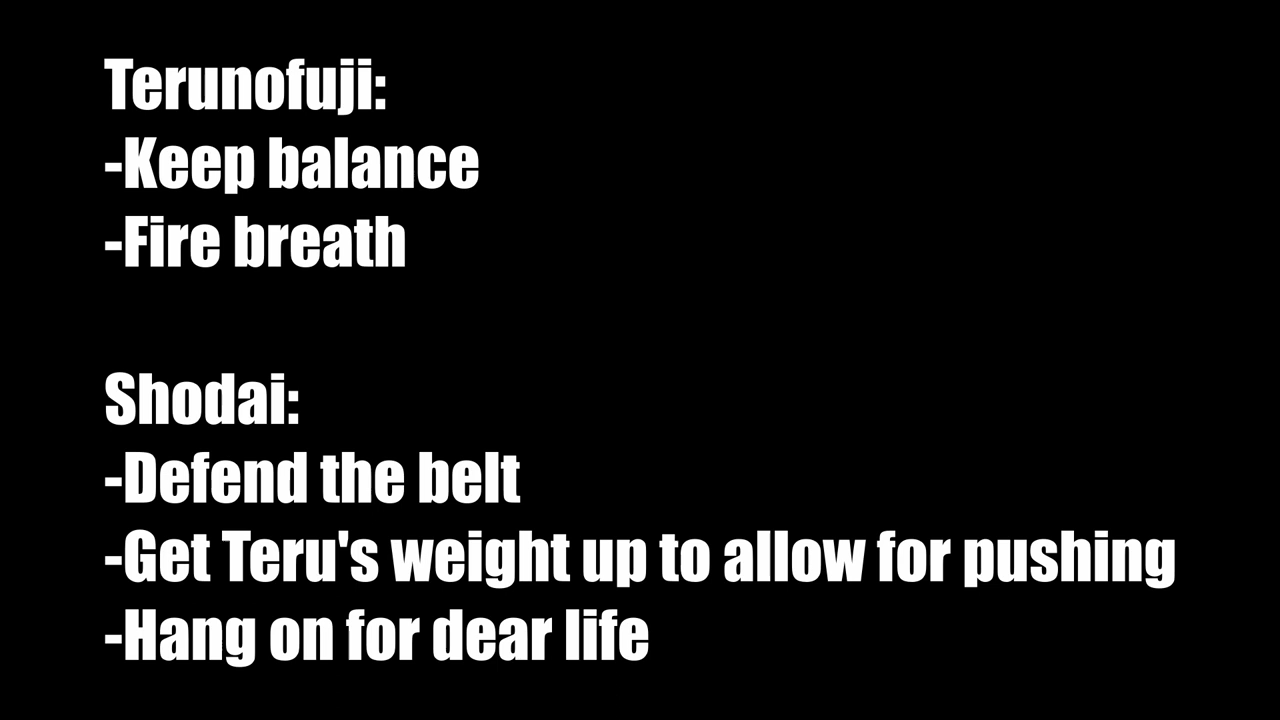 Terunofuji:
-Keep balance
-Fire breath
Shodai:
-Defend the belt
-Get Teru's weight up to allow for pushing
-Hang on for dear life